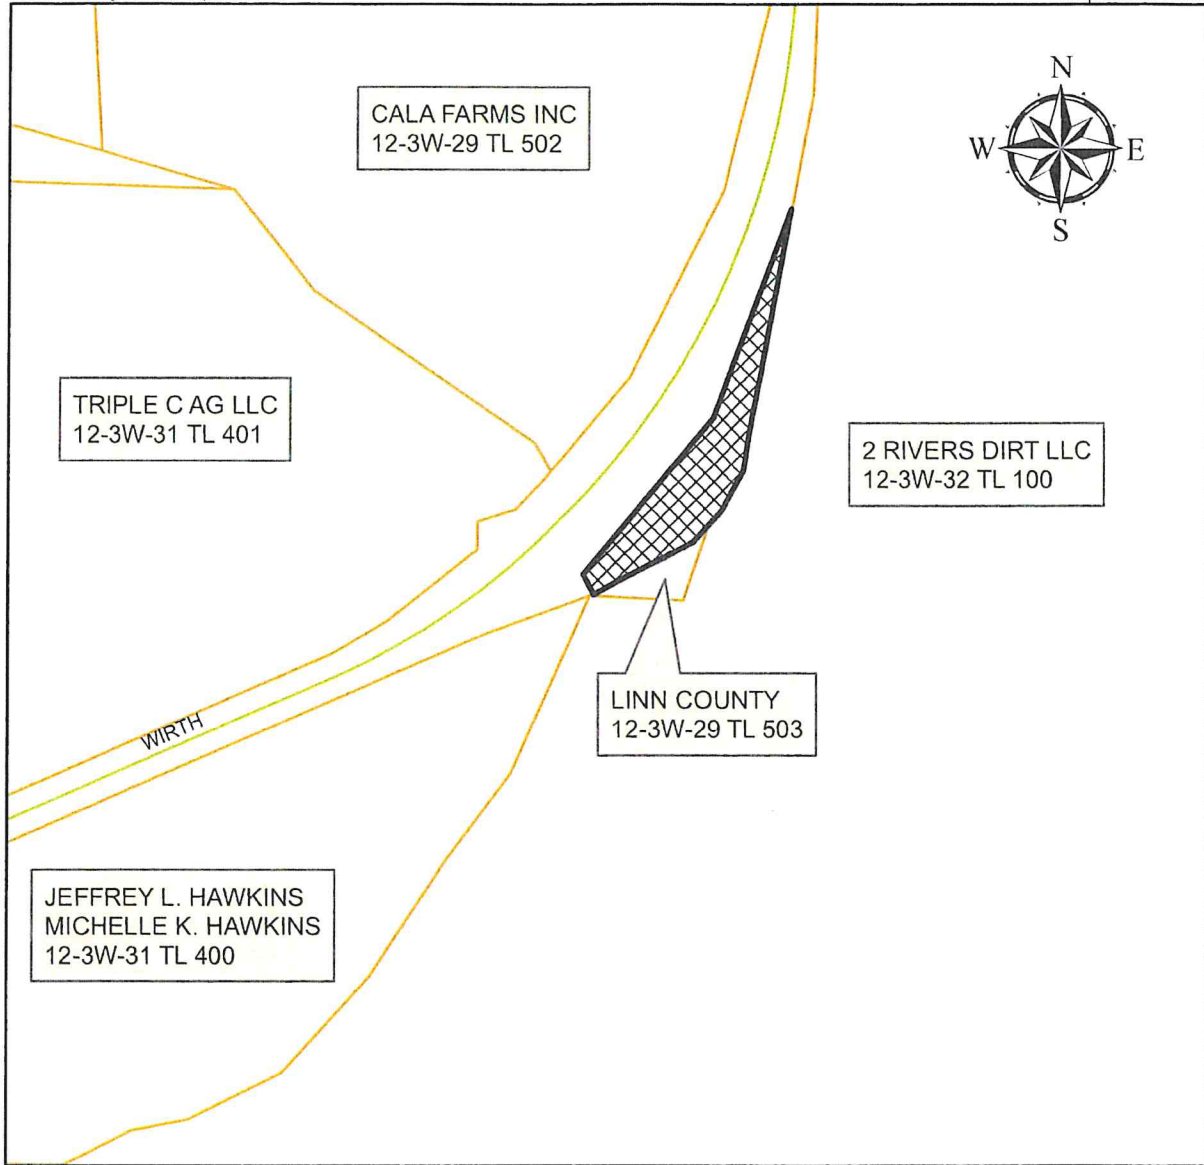 N
CALA FARMS INC
12-3W-29 TL 502
W
E
S
TRIPLE C AG LLC
12-3W-31 TL 401
2 RIVERS DIRT LLC
12-3W-32 TL 100
LINN COUNTY
12-3W-29 TL 503
WIRTH
JEFFREY L. HAWKINS
MICHELLE K. HAWKINS
12-3W-31 TL 400